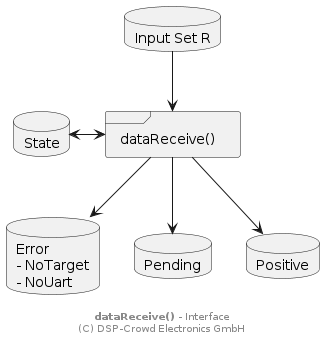 Input Set R
State
dataReceive()
Error
- NoTarget
- NoUart
Pending
Positive
dataReceive() - Interface
(C) DSP-Crowd Electronics GmbH